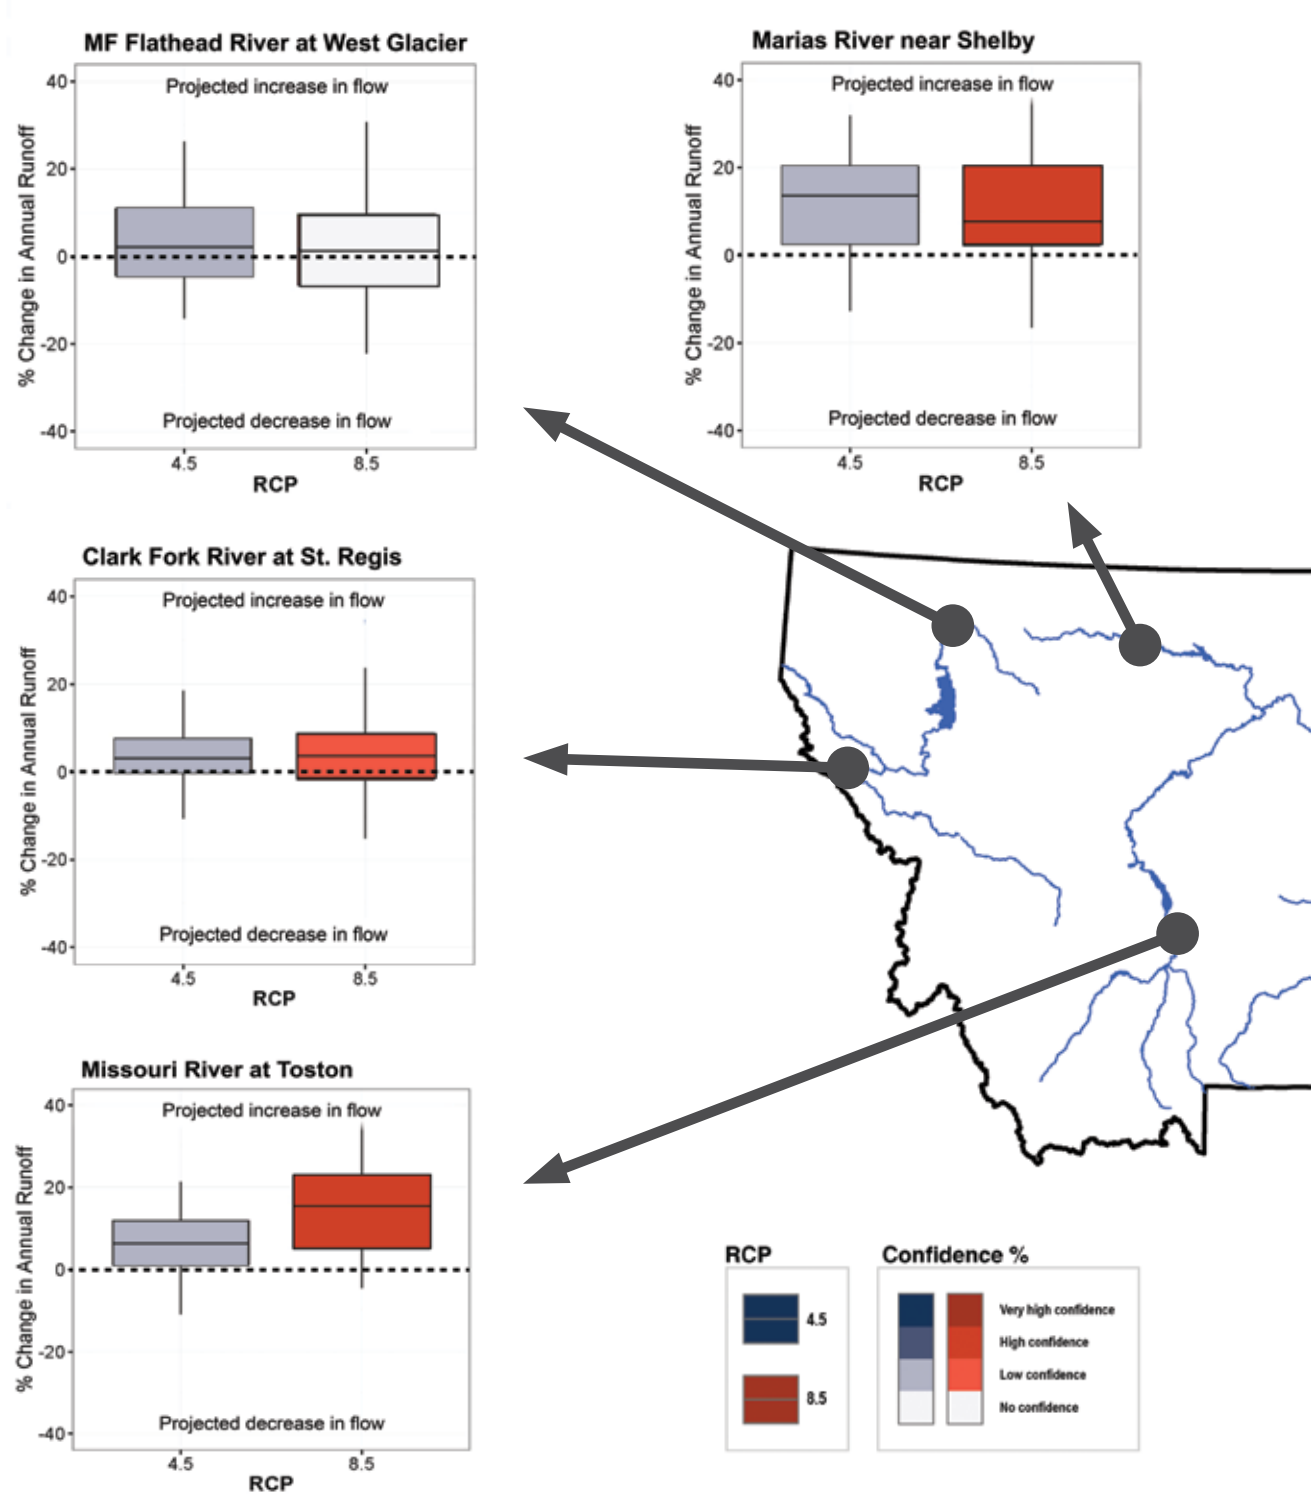 MF Flathead River at West Glacier
% Change in Annual Runoff
40
20
0
-20
-40
Projected increase in flow
Projected decrease in flow
4.5
8.5
RCP
Marias River near Shelby
% Change in Annual Runoff
40
20
0
-20
-40
Projected increase in flow
Projected decrease in flow
4.5
8.5
RCP
Clark Fork River at St. Regis
% Change in Annual Runoff
40
20
0
-20
-40
Projected increase in flow
Projected decrease in flow
4.5
8.5
RCP
Missouri River at Toston
% Change in Annual Runoff
40
20
0
-20
-40
Projected increase in flow
Projected decrease in flow
4.5
8.5
RCP
RCP
4.5
8.5
Confidence %
Very high confidence
High confidence
Low confidence
No confidence